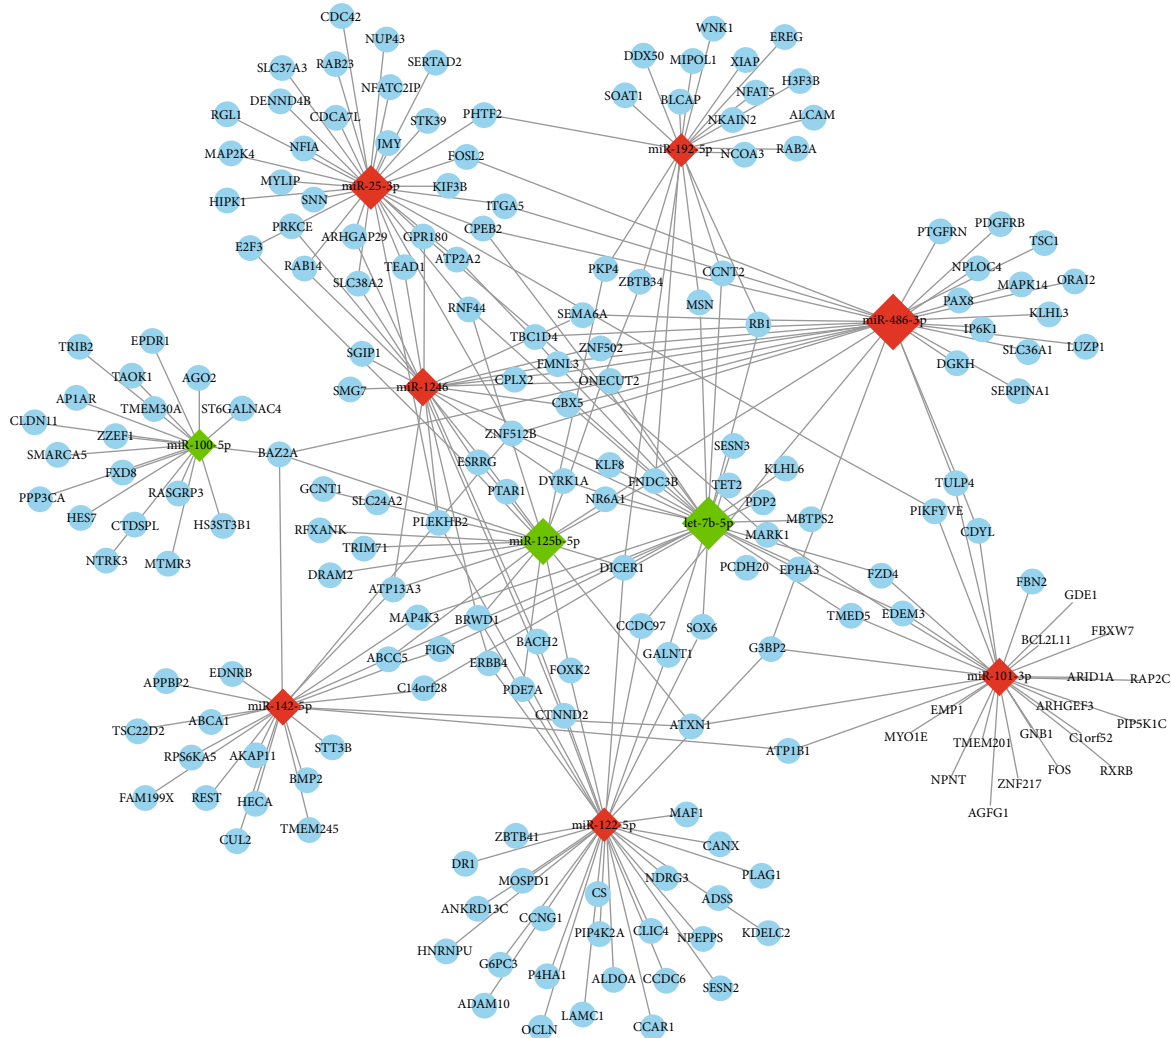 CDC42
NUP43
WNK1
EREG
SLC37A3
RAB23
SERTAD2
DDX50
MIPOL1
XIAP
NFATC2IP
H3F3B
DENND4B
SOAT1
BLCAP
NFAT5
RGL1
CDCA7L
PHTF2
STK39
NKAIN2
ALCAM
MAP2K4
NFIA
JMY
FOSL2
miR-192-5p
NCOA3
RAB2A
MYLIP
miR-25-3p
KIF3B
HIPK1
SNN
ITGA5
PRKCE
CPEB2
PTGFRN
PDGFRB
TSC1
E2F3
ARHGAP29
GPR180
ATP2A2
RAB14
TEAD1
PKP4
ZBTB34
CCNT2
NPLOC4
MAPK14
ORAI2
SLC38A2
RNF44
MSN
PAX8
SEMA6A
RB1
miR-486-3p
KLHL3
TBC1D4
IP6K1
SGIP1
ZNF502
SLC36A1
LUZP1
EPDR1
TRIB2
FMNL3
DGKH
TAOK1
AGO2
SMG7
miR-1246
CPLX2
ONECUT2
SERPINA1
AP1AR
TMEM30A
ST6GALNAC4
CBX5
CLDN11
ZZEF1
miR-100-5p
ZNF512B
SESN3
SMARCA5
BAZ2A
ESRRG
KLF8
KLHL6
FXD8
GCNT1
PTAR1
DYRK1A
FNDC3B
TET2
TULP4
PPP3CA
RASGRP3
SLC24A2
NR6A1
PDP2
PIKFYVE
HES7
CTDSPL
HS3ST3B1
RFXANK
PLEKHB2
let-7b-5p
MBTPS2
CDYL
TRIM71
miR-125b-5p
MARK1
NTRK3
MTMR3
DRAM2
DICER1
PCDH20
EPHA3
FZD4
FBN2
ATP13A3
GDE1
MAP4K3
BRWD1
CCDC97
SOX6
TMED5
EDEM3
FBXW7
BCL2L11
ABCC5
FIGN
BACH2
GALNT1
G3BP2
ERBB4
FOXK2
EDNRB
APPBP2
C14orf28
PDE7A
miR-101-3p
ARID1A
RAP2C
miR-142-5p
CTNND2
EMP1
ARHGEF3
TSC22D2
ABCA1
ATXN1
MYO1E
GNB1
PIP5K1C
STT3B
ATP1B1
TMEM201
C1orf52
RPS6KA5
AKAP11
BMP2
NPNT
ZNF217
FOS
RXRB
FAM199X
REST
HECA
TMEM245
MAF1
AGFG1
CUL2
ZBTB41
miR-122-5p
CANX
DR1
MOSPD1
NDRG3
PLAG1
CS
ADSS
ANKRD13C
CCNG1
PIP4K2A
CLIC4
NPEPPS
KDELC2
HNRNPU
G6PC3
P4HA1
ALDOA
CCDC6
SESN2
ADAM10
LAMC1
OCLN
CCAR1